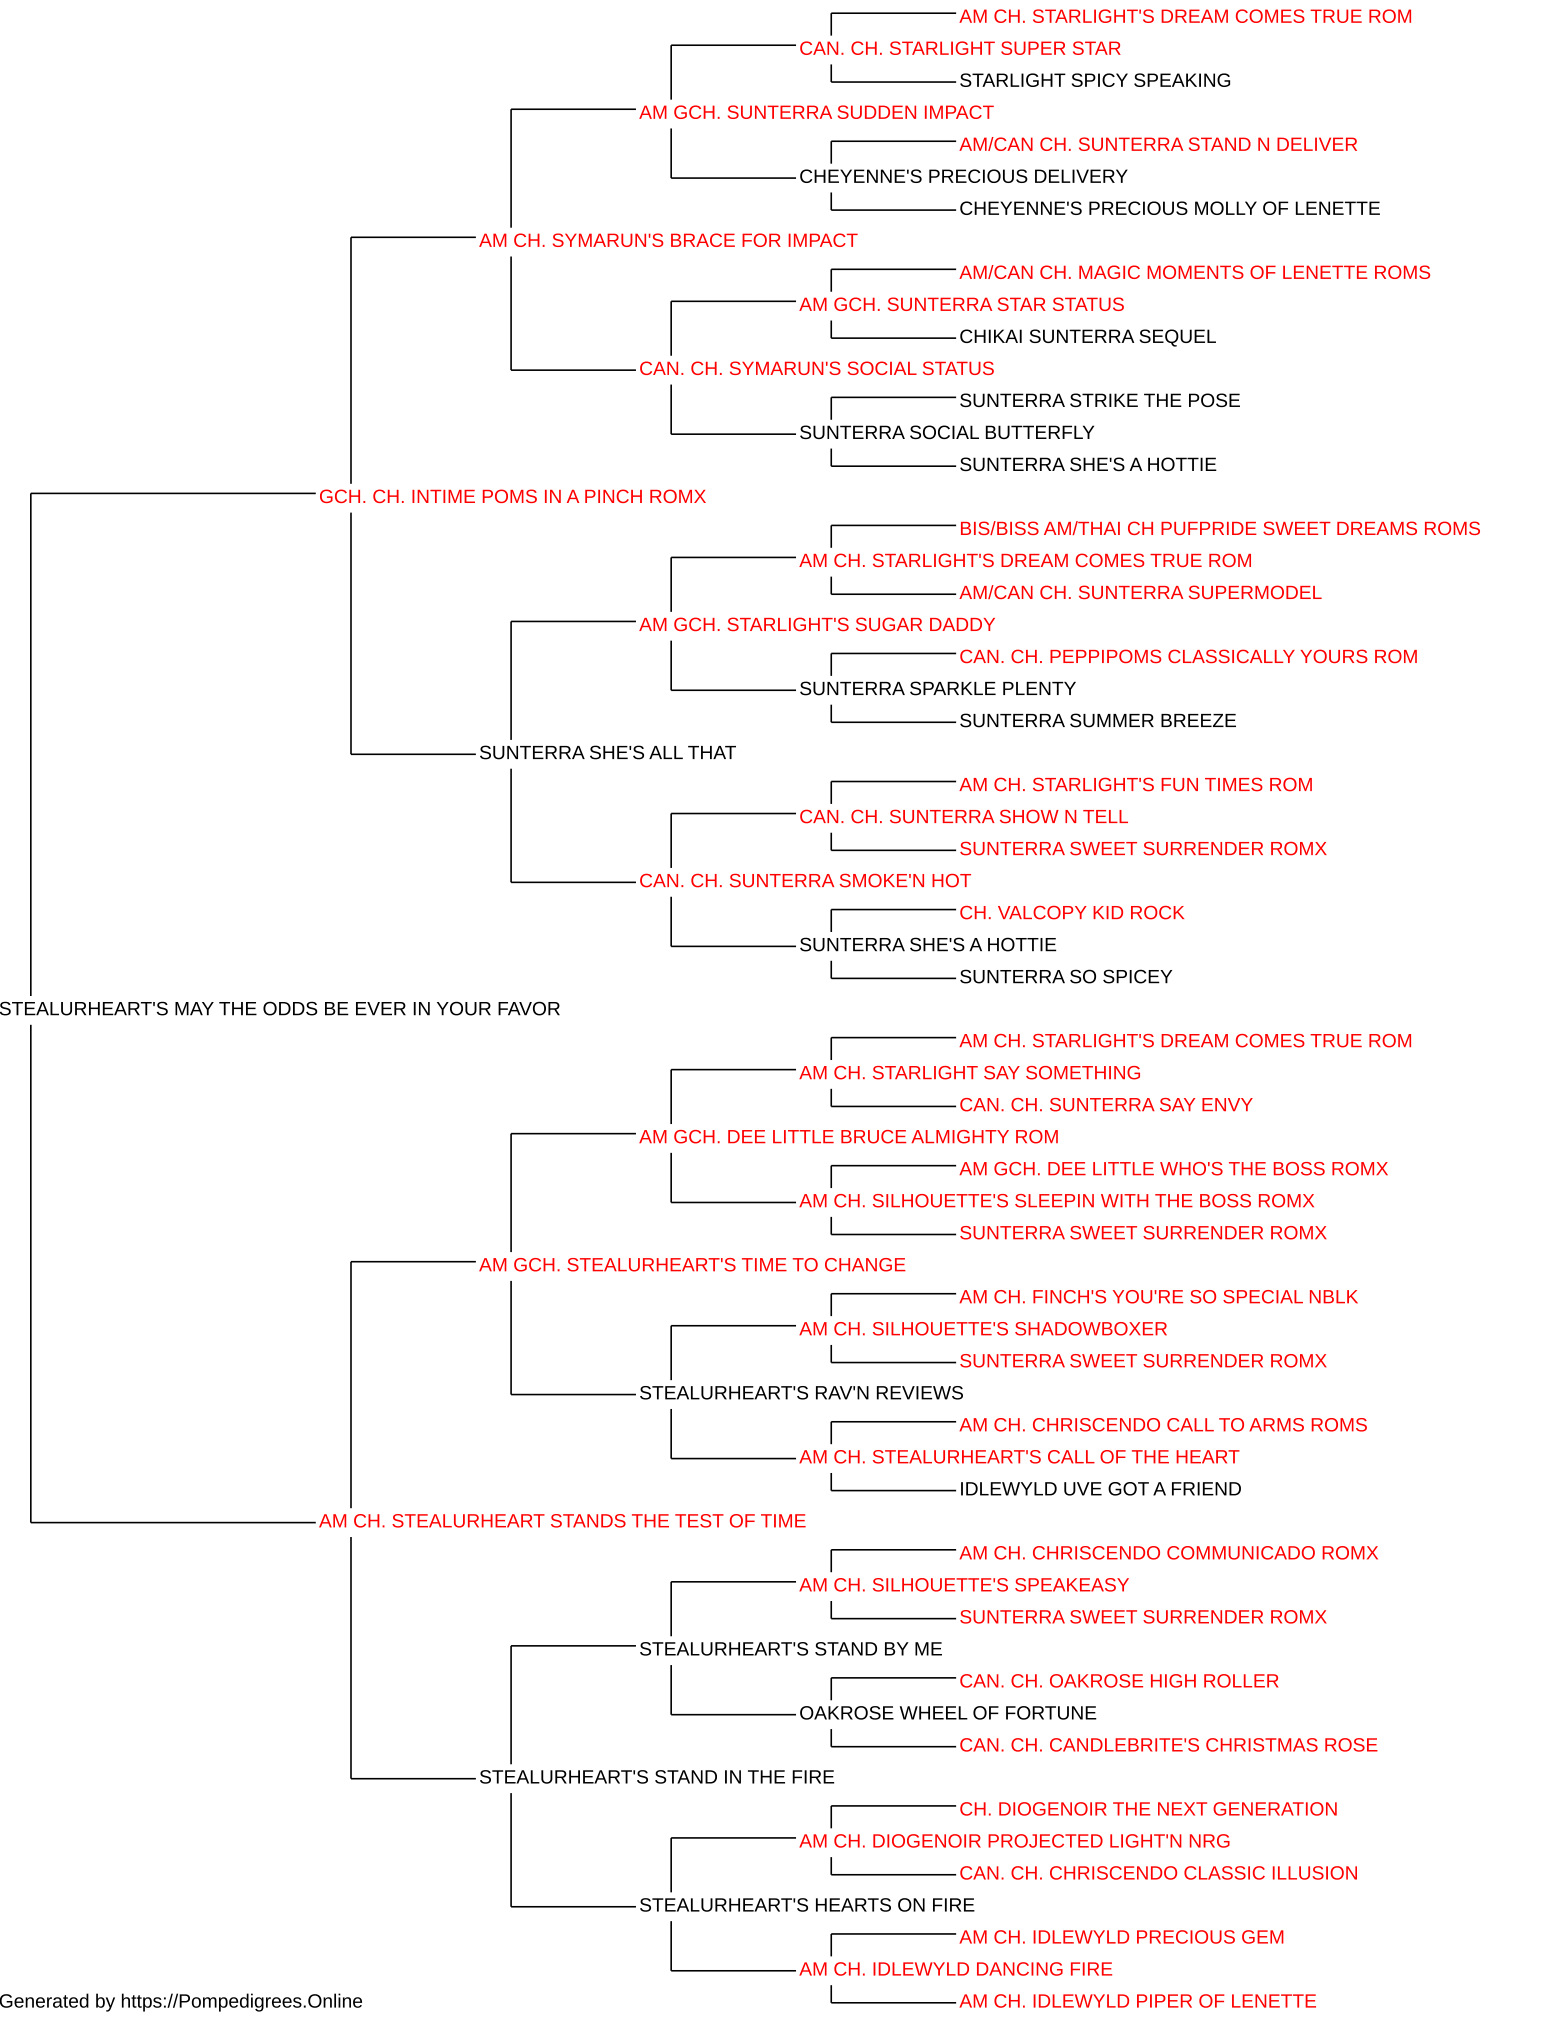 AM CH. STARLIGHT'S DREAM COMES TRUE ROM
CAN. CH. STARLIGHT SUPER STAR
STARLIGHT SPICY SPEAKING
AM GCH. SUNTERRA SUDDEN IMPACT
AM/CAN CH. SUNTERRA STAND N DELIVER
CHEYENNE'S PRECIOUS DELIVERY
CHEYENNE'S PRECIOUS MOLLY OF LENETTE
AM CH. SYMARUN'S BRACE FOR IMPACT
AM/CAN CH. MAGIC MOMENTS OF LENETTE ROMS
AM GCH. SUNTERRA STAR STATUS
CHIKAI SUNTERRA SEQUEL
CAN. CH. SYMARUN'S SOCIAL STATUS
SUNTERRA STRIKE THE POSE
SUNTERRA SOCIAL BUTTERFLY
SUNTERRA SHE'S A HOTTIE
GCH. CH. INTIME POMS IN A PINCH ROMX
BIS/BISS AM/THAI CH PUFPRIDE SWEET DREAMS ROMS
AM CH. STARLIGHT'S DREAM COMES TRUE ROM
AM/CAN CH. SUNTERRA SUPERMODEL
AM GCH. STARLIGHT'S SUGAR DADDY
CAN. CH. PEPPIPOMS CLASSICALLY YOURS ROM
SUNTERRA SPARKLE PLENTY
SUNTERRA SUMMER BREEZE
SUNTERRA SHE'S ALL THAT
AM CH. STARLIGHT'S FUN TIMES ROM
CAN. CH. SUNTERRA SHOW N TELL
SUNTERRA SWEET SURRENDER ROMX
CAN. CH. SUNTERRA SMOKE'N HOT
CH. VALCOPY KID ROCK
SUNTERRA SHE'S A HOTTIE
SUNTERRA SO SPICEY
STEALURHEART'S MAY THE ODDS BE EVER IN YOUR FAVOR
AM CH. STARLIGHT'S DREAM COMES TRUE ROM
AM CH. STARLIGHT SAY SOMETHING
CAN. CH. SUNTERRA SAY ENVY
AM GCH. DEE LITTLE BRUCE ALMIGHTY ROM
AM GCH. DEE LITTLE WHO'S THE BOSS ROMX
AM CH. SILHOUETTE'S SLEEPIN WITH THE BOSS ROMX
SUNTERRA SWEET SURRENDER ROMX
AM GCH. STEALURHEART'S TIME TO CHANGE
AM CH. FINCH'S YOU'RE SO SPECIAL NBLK
AM CH. SILHOUETTE'S SHADOWBOXER
SUNTERRA SWEET SURRENDER ROMX
STEALURHEART'S RAV'N REVIEWS
AM CH. CHRISCENDO CALL TO ARMS ROMS
AM CH. STEALURHEART'S CALL OF THE HEART
IDLEWYLD UVE GOT A FRIEND
AM CH. STEALURHEART STANDS THE TEST OF TIME
AM CH. CHRISCENDO COMMUNICADO ROMX
AM CH. SILHOUETTE'S SPEAKEASY
SUNTERRA SWEET SURRENDER ROMX
STEALURHEART'S STAND BY ME
CAN. CH. OAKROSE HIGH ROLLER
OAKROSE WHEEL OF FORTUNE
CAN. CH. CANDLEBRITE'S CHRISTMAS ROSE
STEALURHEART'S STAND IN THE FIRE
CH. DIOGENOIR THE NEXT GENERATION
AM CH. DIOGENOIR PROJECTED LIGHT'N NRG
CAN. CH. CHRISCENDO CLASSIC ILLUSION
STEALURHEART'S HEARTS ON FIRE
AM CH. IDLEWYLD PRECIOUS GEM
AM CH. IDLEWYLD DANCING FIRE
AM CH. IDLEWYLD PIPER OF LENETTE
Generated by https://Pompedigrees.Online